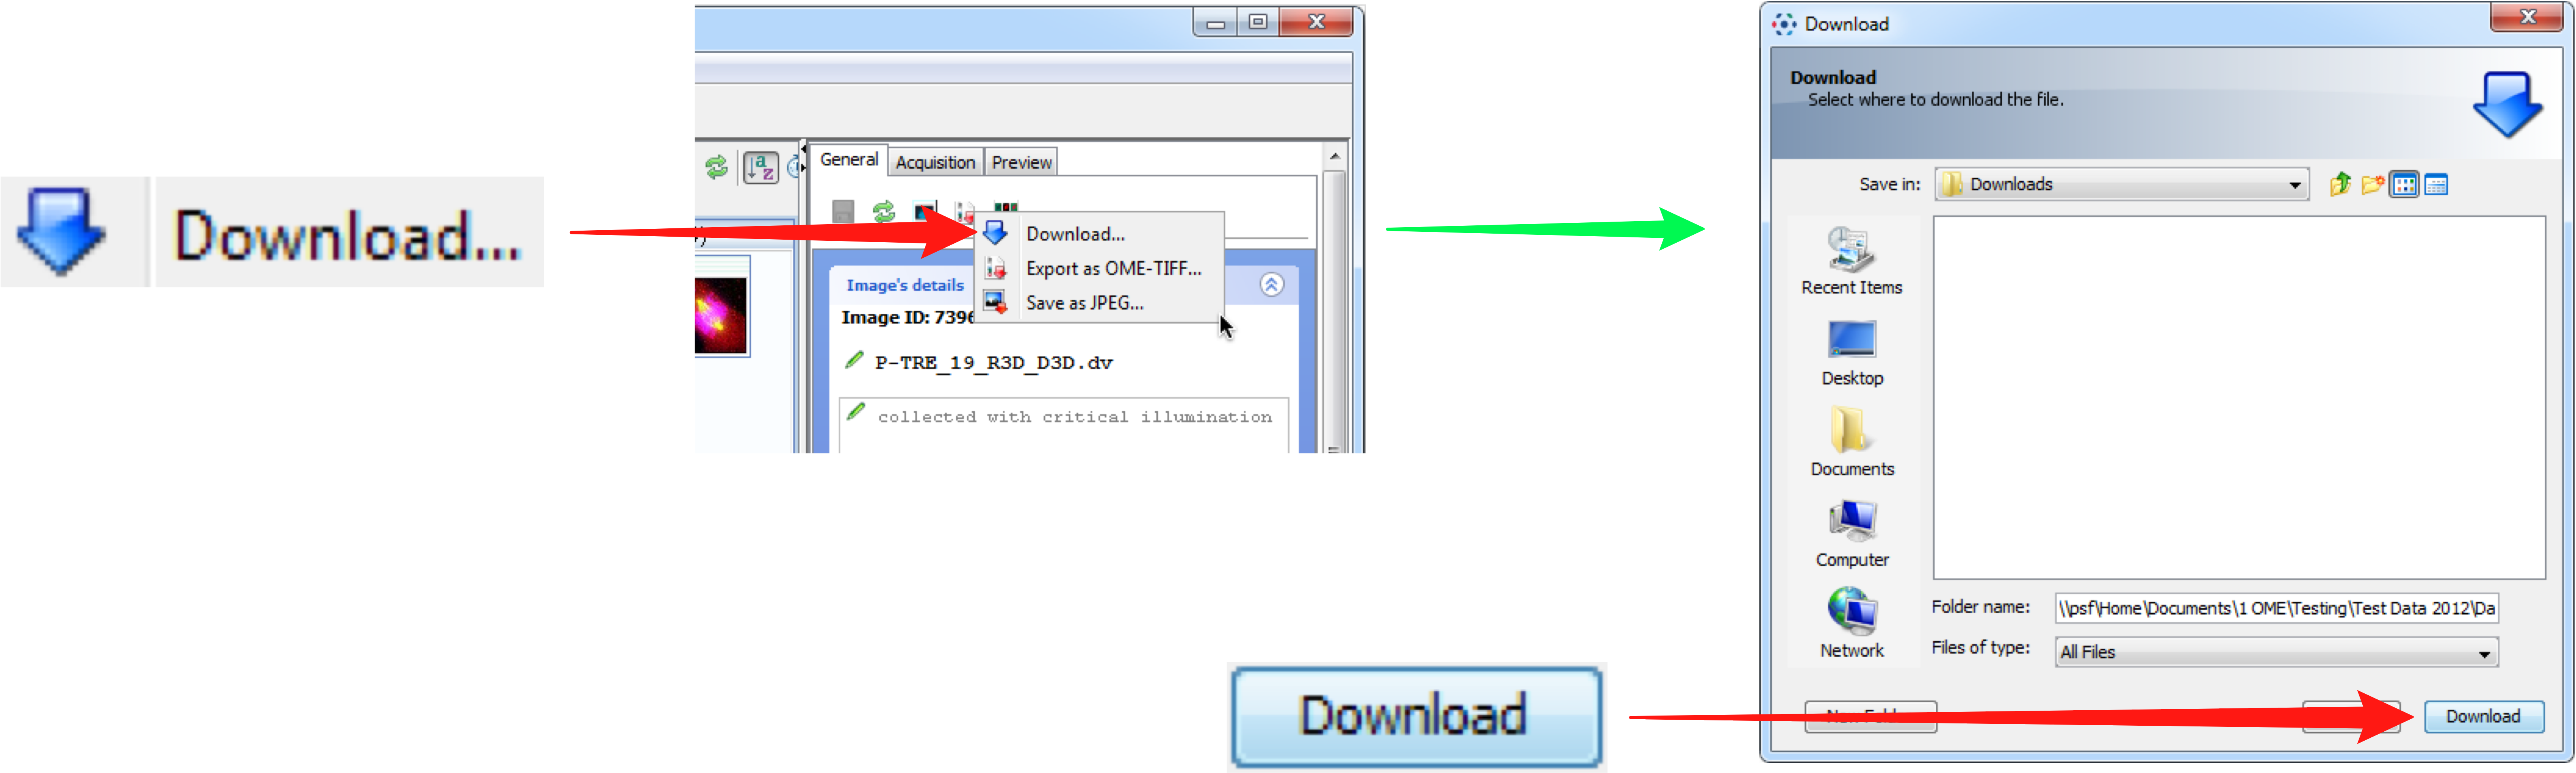 Download...
General
Acquisition
Preview
Download...
Export as OME-TIFF...
Save as JPEG...
Image's details
Image ID: 7396
P-TRE_19_R3D_D3D.dv
collected with critical illumination
Download
Download
Select where to download the file.
Save in:
Downloads
Recent Items
Desktop
Documents
Computer
Network
Folder name:
\\psf\Home\Documents\1 OME\Testing\Test Data 2012\Da
Files of type:
All Files
Download
Download